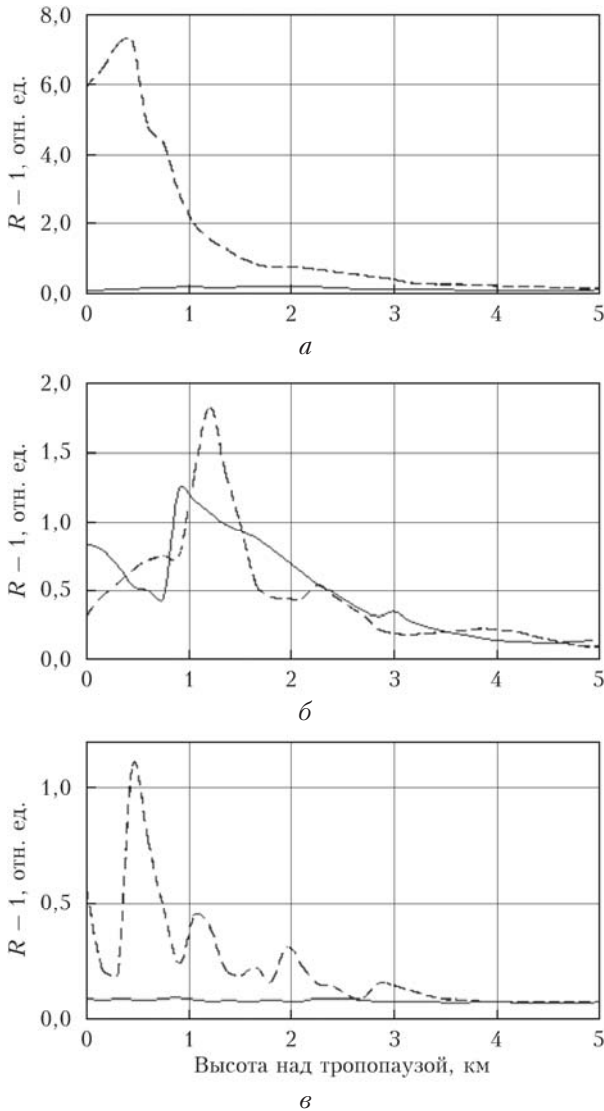 8,0
6,0
4,0
2,0
0,0
R – 1, отн. ед.
0 1 2 3 4 5
а
2,0
1,5
1,0
0,5
0,0
R – 1, отн. ед.
0 1 2 3 4 5
б
1,0
0,5
0,0
R – 1, отн. ед.
0 1 2 3 4 5
Высота над тропопаузой, км
в